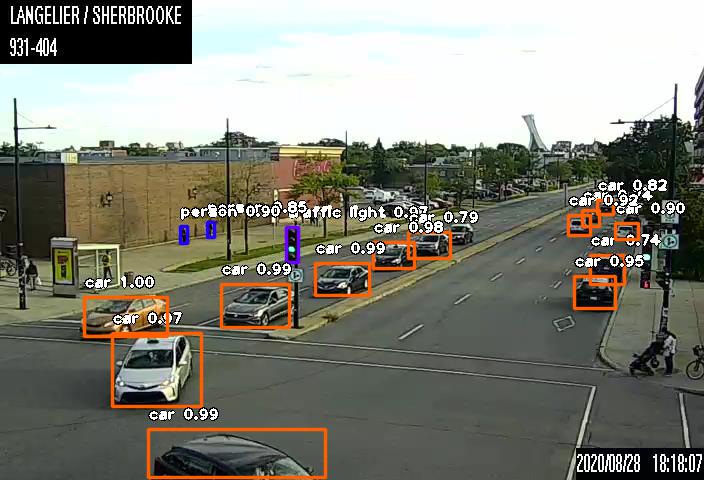 LANGELIER / SHERBROOKE
931-404
car 0.82
car 0.92
car 0.90
person 0.90
0.85
traffic light 0.97
0.79
car 0.98
car 0.74
car 0.99
car 0.95
car 0.99
car 1.00
car 0.97
car 0.99
2020/08/28 18:18:07